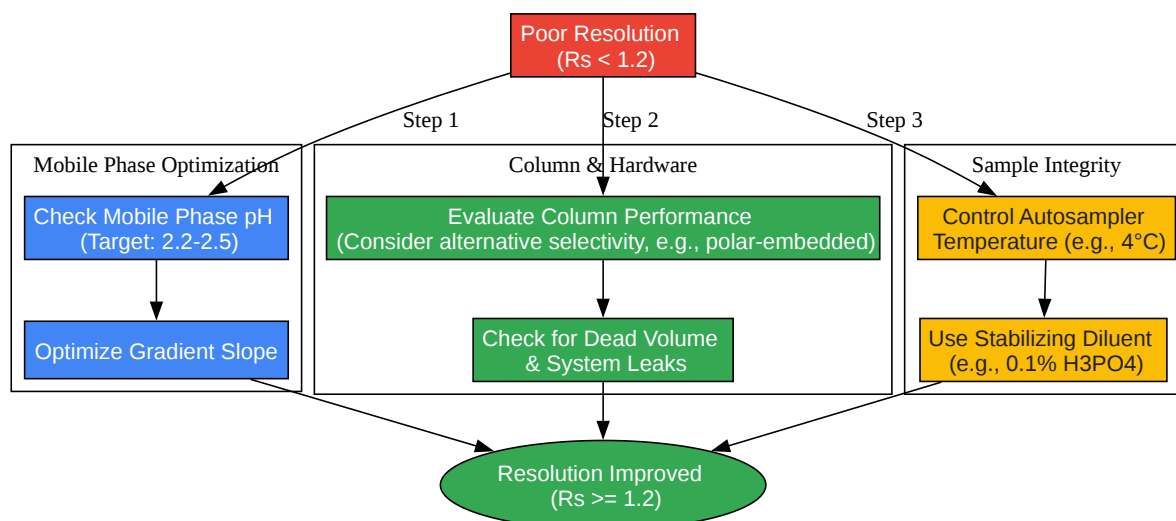 Poor Resolution
(Rs < 1.2)
Step 1
Step 2
Step 3
Mobile Phase Optimization
Check Mobile Phase pH
(Target: 2.2-2.5)
Optimize Gradient Slope
Column & Hardware
Evaluate Column Performance
(Consider alternative selectivity, e.g., polar-embedded)
Check for Dead Volume
& System Leaks
Sample Integrity
Control Autosampler
Temperature (e.g., 4°C)
Use Stabilizing Diluent
(e.g., 0.1% H3PO4)
Resolution Improved
(Rs >= 1.2)